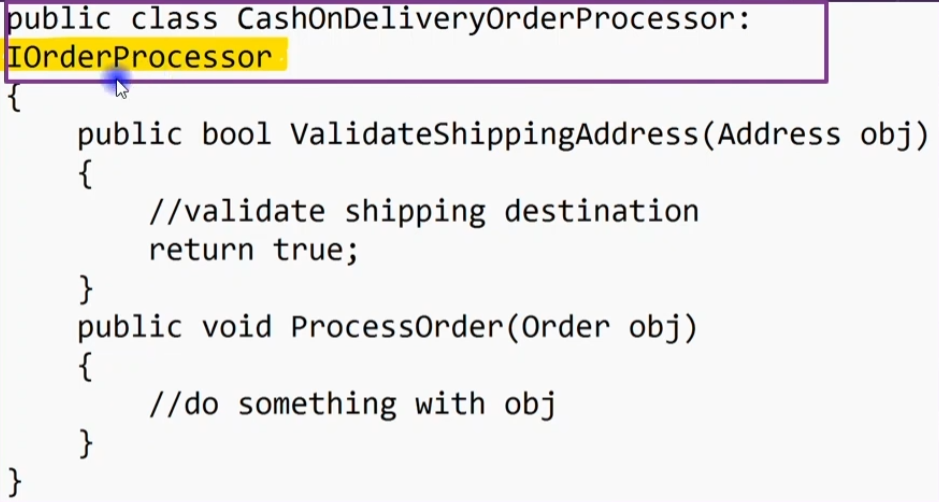 public class CashOnDeliveryOrderProcessor:
IOrderProcessor
{
    public bool ValidateShippingAddress(Address obj)
    {
        //validate shipping destination
        return true;
    }
    public void ProcessOrder(Order obj)
    {
        //do something with obj
    }
}